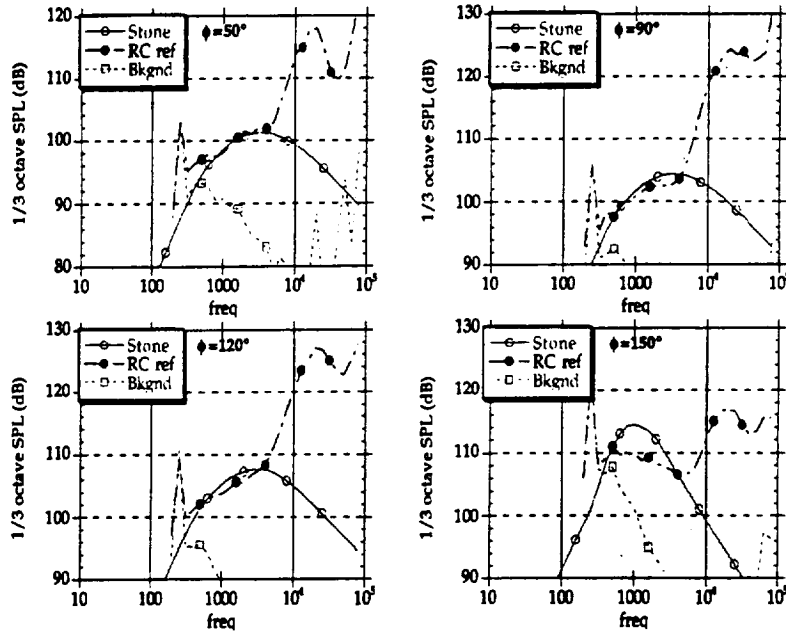 120
110
100
90
80
1/3 octave SPL (dB)
Stone
RC ref
Bkgnd
ϕ=50°
10 100 1000 10⁴ 10⁵
freq
130
120
110
100
90
1/3 octave SPL (dB)
Stone
RC ref
Bkgnd
ϕ=90°
10 100 1000 10⁴ 10⁵
freq
130
120
110
100
90
1/3 octave SPL (dB)
Stone
RC ref
Bkgnd
ϕ=120°
10 100 1000 10⁴ 10⁵
freq
130
120
110
100
90
1/3 octave SPL (dB)
Stone
RC ref
Bkgnd
ϕ=150°
10 100 1000 10⁴ 10⁵
freq